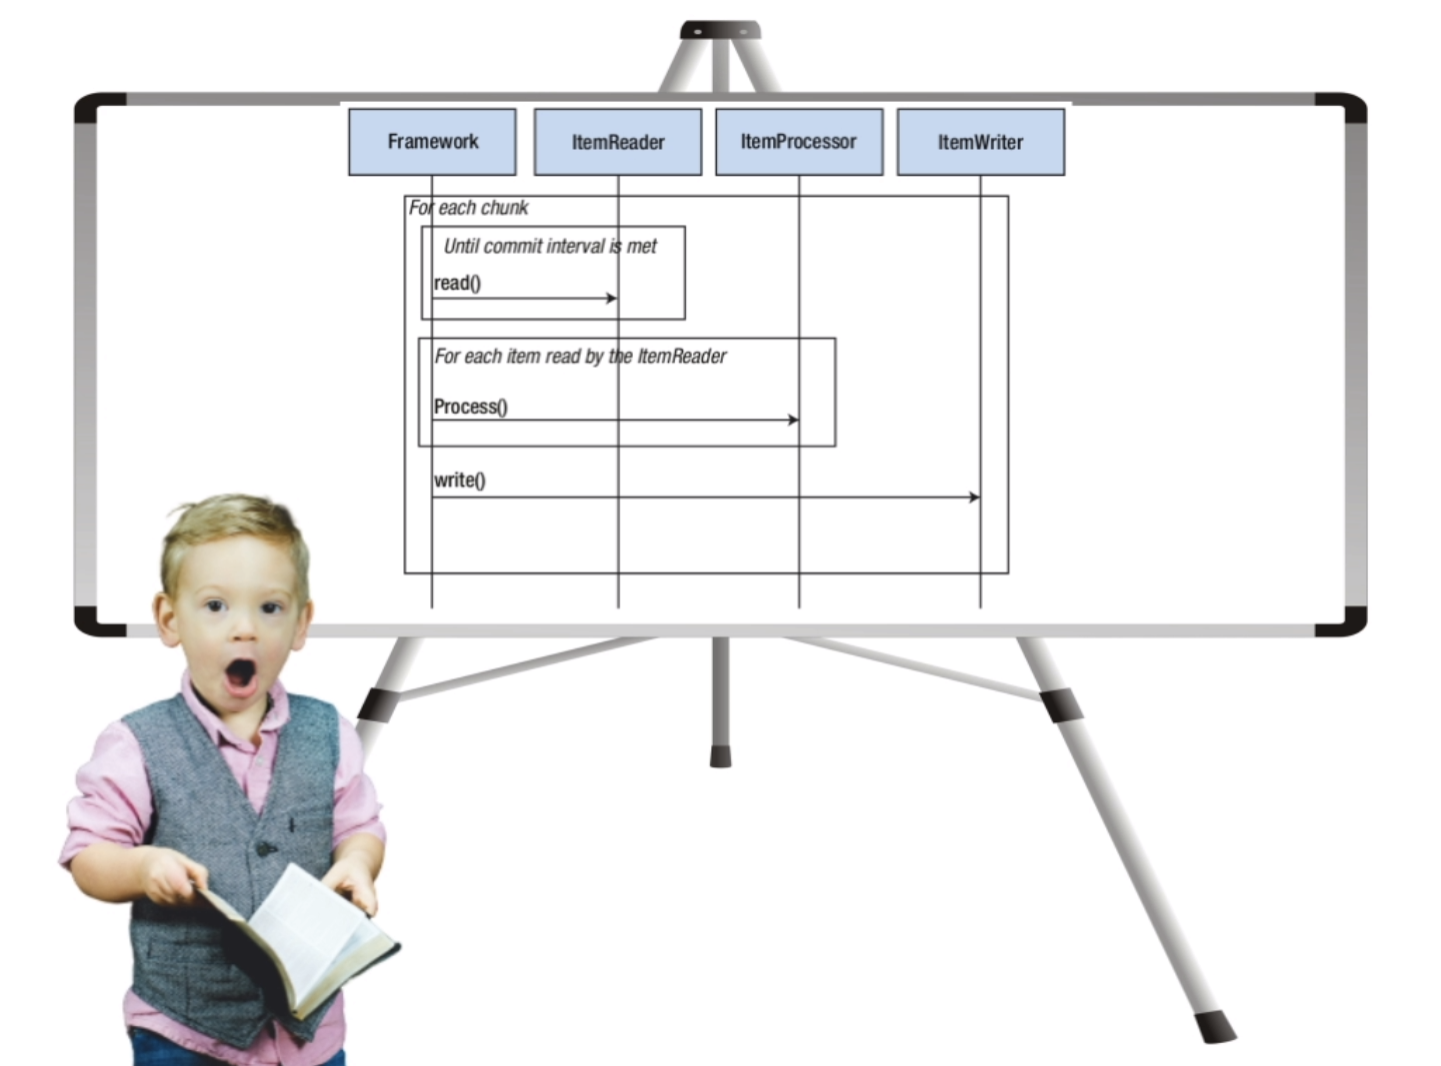 Framework
ItemReader
ItemProcessor
ItemWriter
For each chunk
Until commit interval is met
read()
For each item read by the ItemReader
Process()
write()